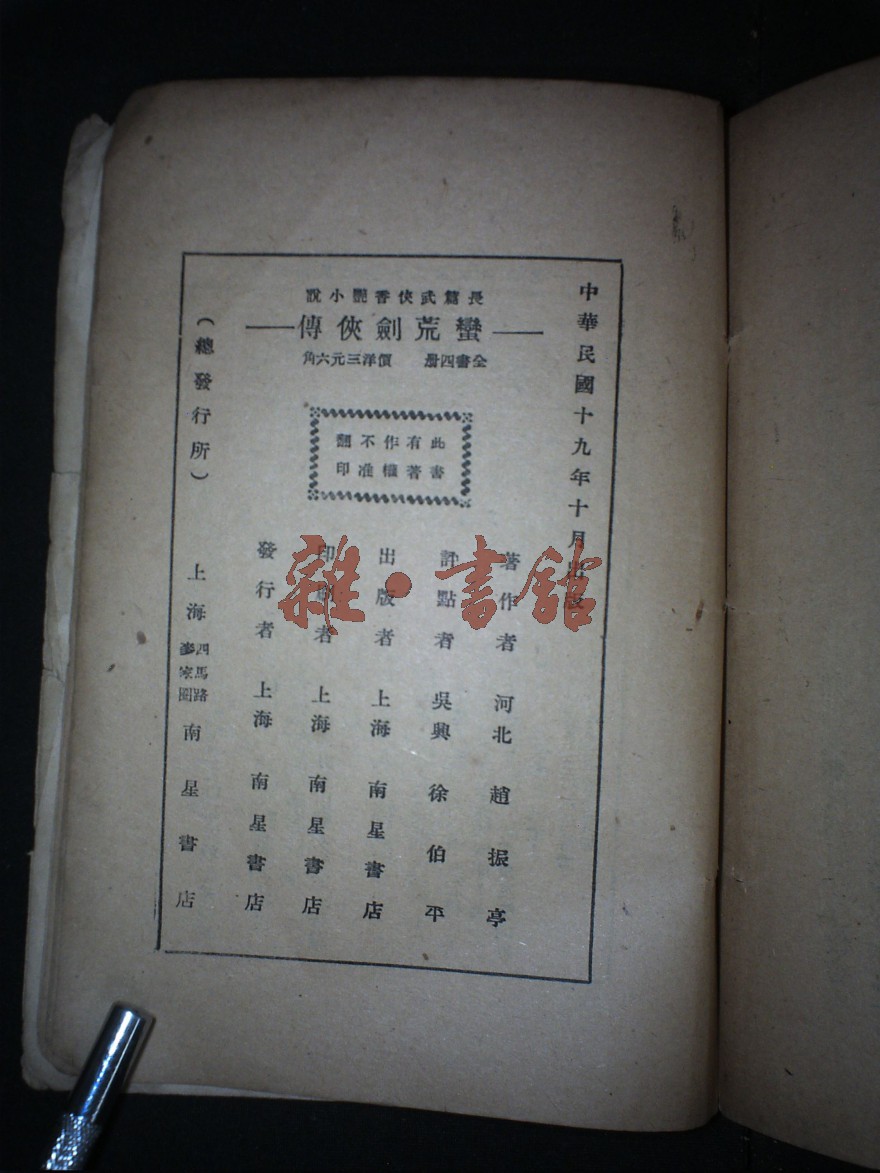 中華民國十九年十月出版
長篇武俠香艷小說
蠻荒劍俠傳
全書四册 價洋三元六角
此書有著作權不准翻印
著作者 河北 趙振亭
評點者 吳興 徐伯平
出版者 上海 南星書店
印刷者 上海 南星書店
發行者 上海 南星書店
(總發行所) 上海 四馬路麥家圈 南星書店
雜·書館